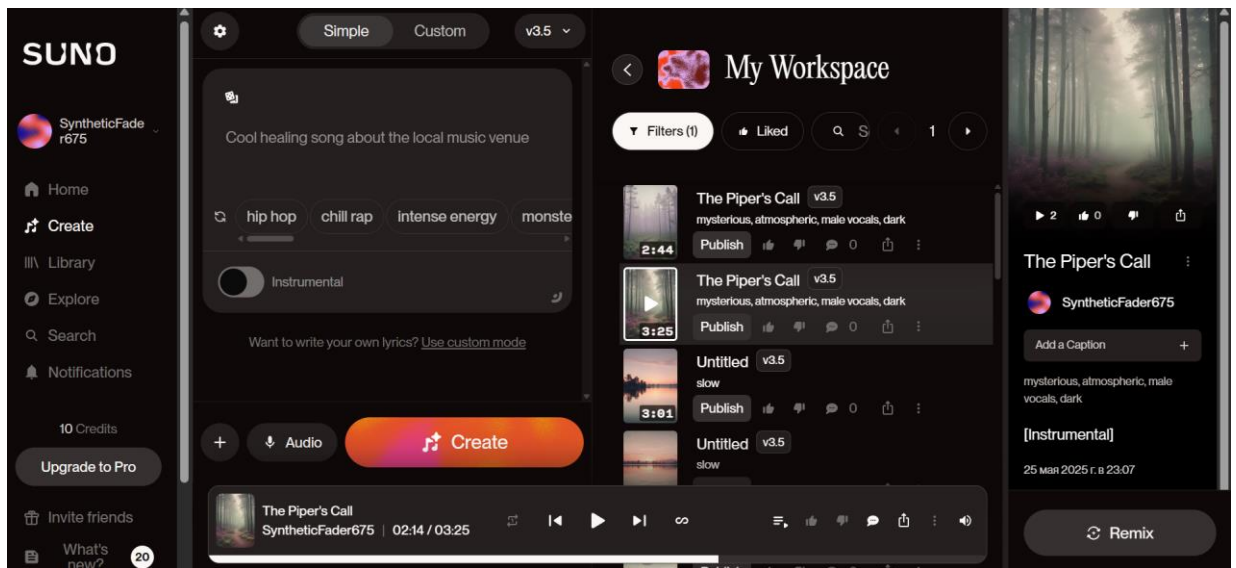 SUNO
SyntheticFade
r675
Home
Create
Library
Explore
Search
Notifications
10 Credits
Upgrade to Pro
Invite friends
What's
new?
20
Simple
Custom
v3.5
Cool healing song about the local music venue
hip hop
chill rap
intense energy
monste
Instrumental
Want to write your own lyrics? Use custom mode
Audio
Create
My Workspace
Filters (1)
Liked
S
1
The Piper's Call v3.5
mysterious, atmospheric, male vocals, dark
2:44
Publish
0
The Piper's Call v3.5
mysterious, atmospheric, male vocals, dark
3:25
Publish
0
Untitled v3.5
slow
3:01
Publish
0
Untitled v3.5
slow
2
0
The Piper's Call
SyntheticFader675
Add a Caption
mysterious, atmospheric, male
vocals, dark
[Instrumental]
25 мая 2025 г. в 23:07
Remix
The Piper's Call
SyntheticFader675 | 02:14 / 03:25